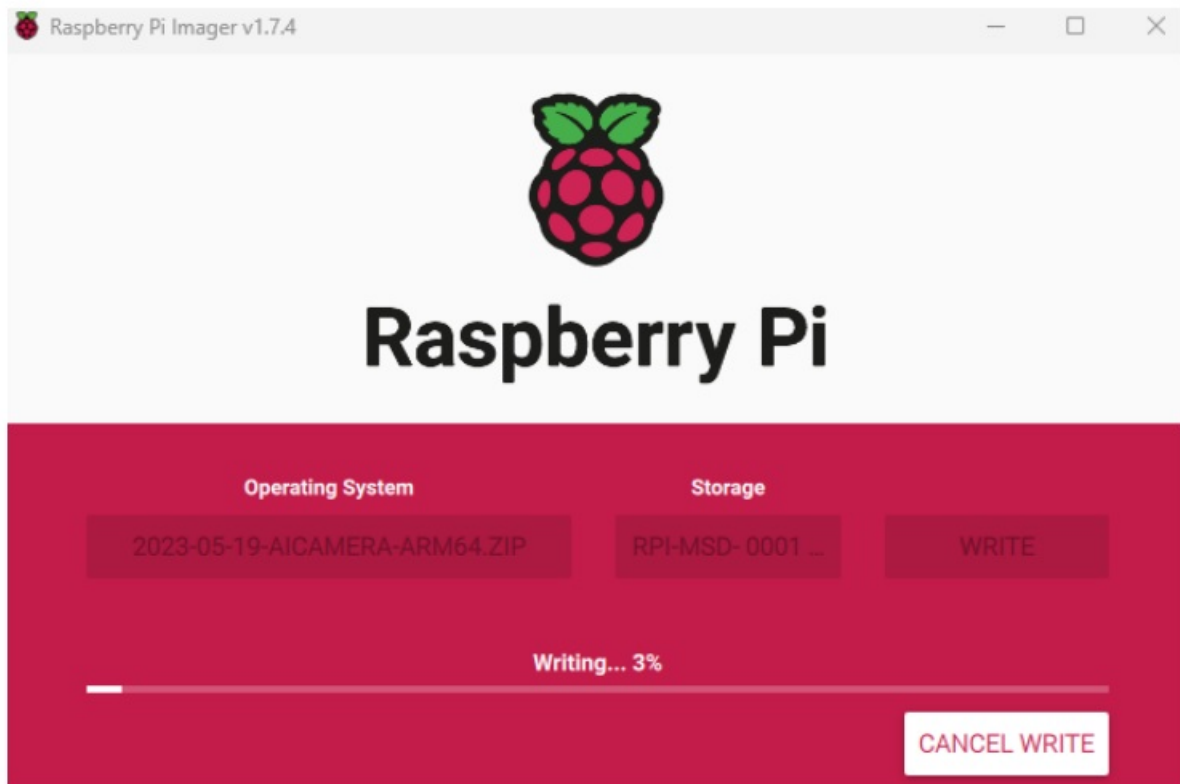 Raspberry Pi Imager v1.7.4
Raspberry Pi
Operating System
Storage
2023-05-19-AICAMERA-ARM64.ZIP
RPI-MSD- 0001 ...
WRITE
Writing... 3%
CANCEL WRITE